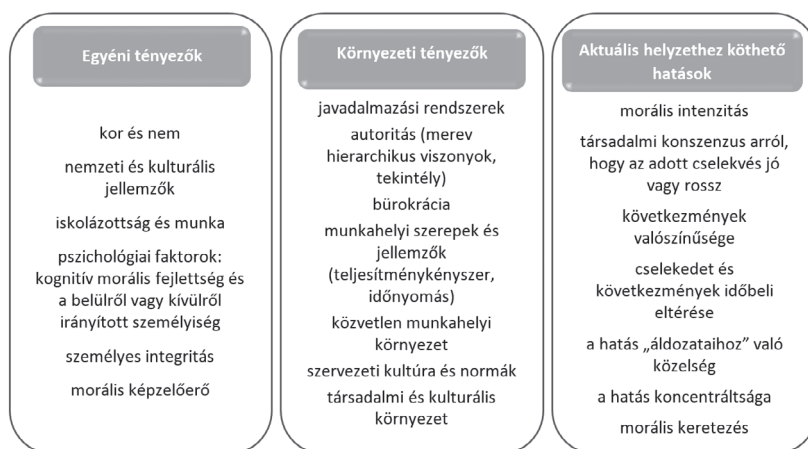 Egyéni tényezők
kor és nem
nemzeti és kulturális
jellemzők
iskolázottság és munka
pszichológiai faktorok:
kognitív morális fejlettség és
a belülről vagy kívülről
irányított személyiség
személyes integritás
morális képzelőerő
Környezeti tényezők
javadalmazási rendszerek
autoritás (merev
hierarchikus viszonyok,
tekintély)
bürokrácia
munkahelyi szerepek és
jellemzők
(teljesítménykényszer,
időnyomás)
közvetlen munkahelyi
környezet
szervezeti kultúra és normák
társadalmi és kulturális
környezet
Aktuális helyzethez köthető
hatások
morális intenzitás
társadalmi konszenzus arról,
hogy az adott cselekvés jó
vagy rossz
következmények
valószínűsége
cselekedet és
következmények időbeli
eltérése
a hatás „áldozataihoz” való
közelség
a hatás koncentráltsága
morális keretezés